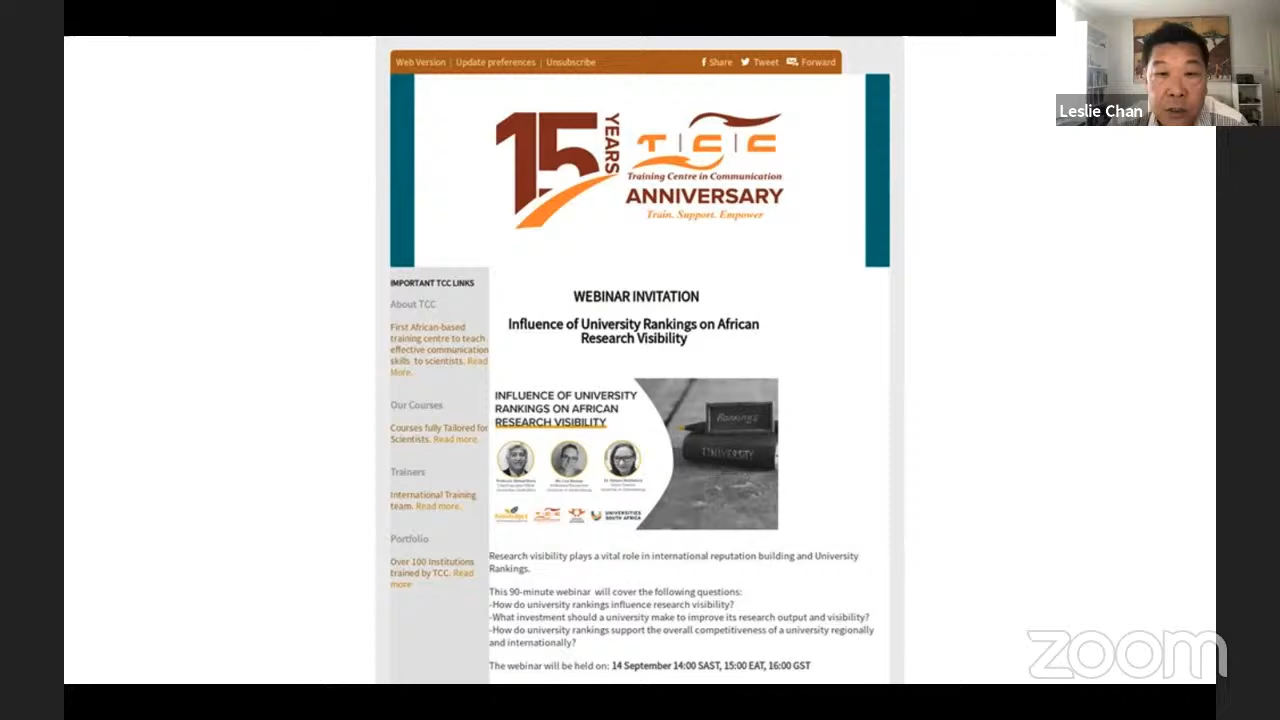 Web Version | Update preferences | Unsubscribe
Share Tweet Forward
Leslie Chan
15 YEARS
TCC
Training Centre in Communication
ANNIVERSARY
Train. Support. Empower
IMPORTANT TCC LINKS
About TCC
First African-based
training centre to teach
effective communication
skills to scientists. Read
More.
Our Courses
Courses fully Tailored for
Scientists. Read more.
Trainers
International Training
team. Read more.
Portfolio
Over 100 Institutions
trained by TCC. Read
more
WEBINAR INVITATION
Influence of University Rankings on African
Research Visibility
INFLUENCE OF UNIVERSITY
RANKINGS ON AFRICAN
RESEARCH VISIBILITY
RANKINGS
UNIVERSITY
UNIVERSITIES
SOUTH AFRICA
Research visibility plays a vital role in international reputation building and University
Rankings.
This 90-minute webinar will cover the following questions:
-How do university rankings influence research visibility?
-What investment should a university make to improve its research output and visibility?
-How do university rankings support the overall competitiveness of a university regionally
and internationally?
The webinar will be held on: 14 September 14:00 SAST, 15:00 EAT, 16:00 GST
zoom